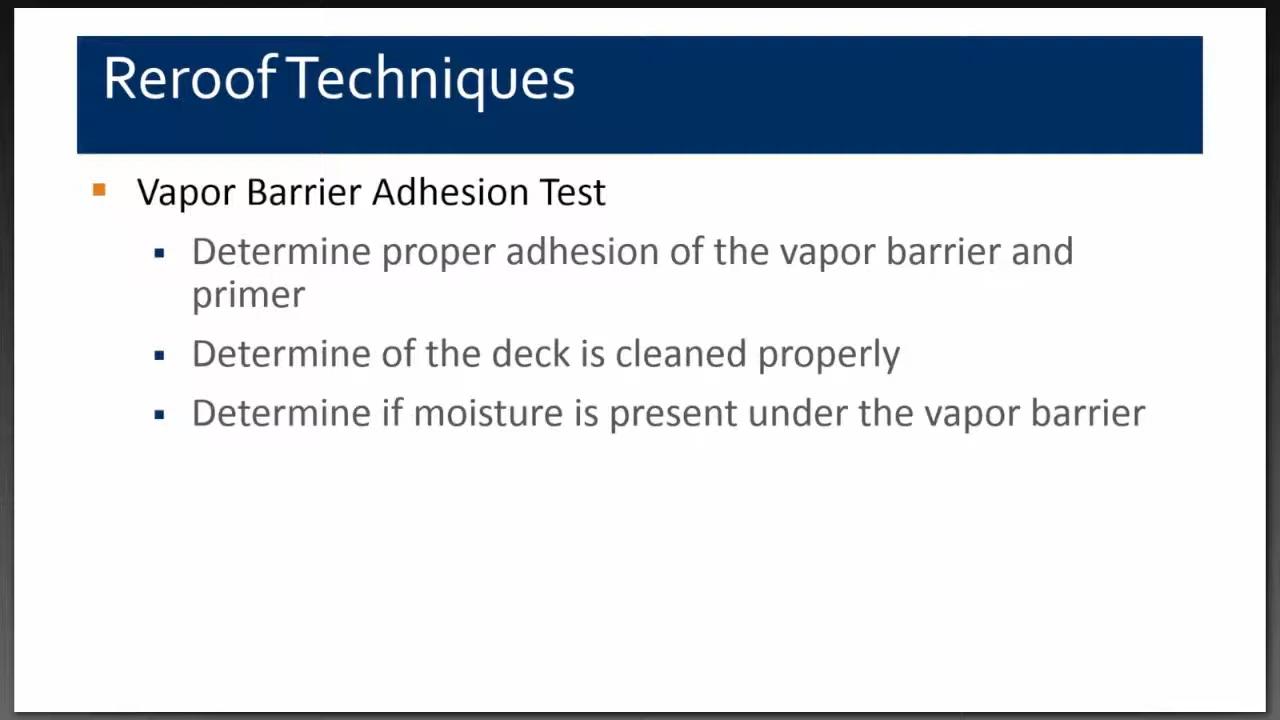 Reroof Techniques
Vapor Barrier Adhesion Test
Determine proper adhesion of the vapor barrier and
primer
Determine of the deck is cleaned properly
Determine if moisture is present under the vapor barrier